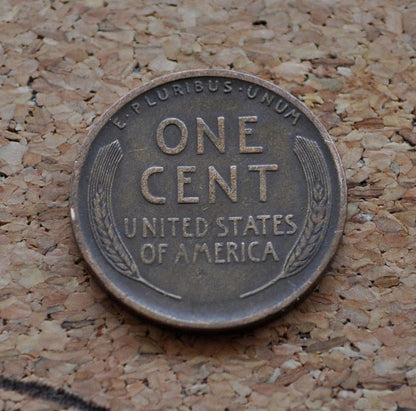 E·PLURIBUS·UNUM
ONE
CENT
UNITED STATES
OF AMERICA